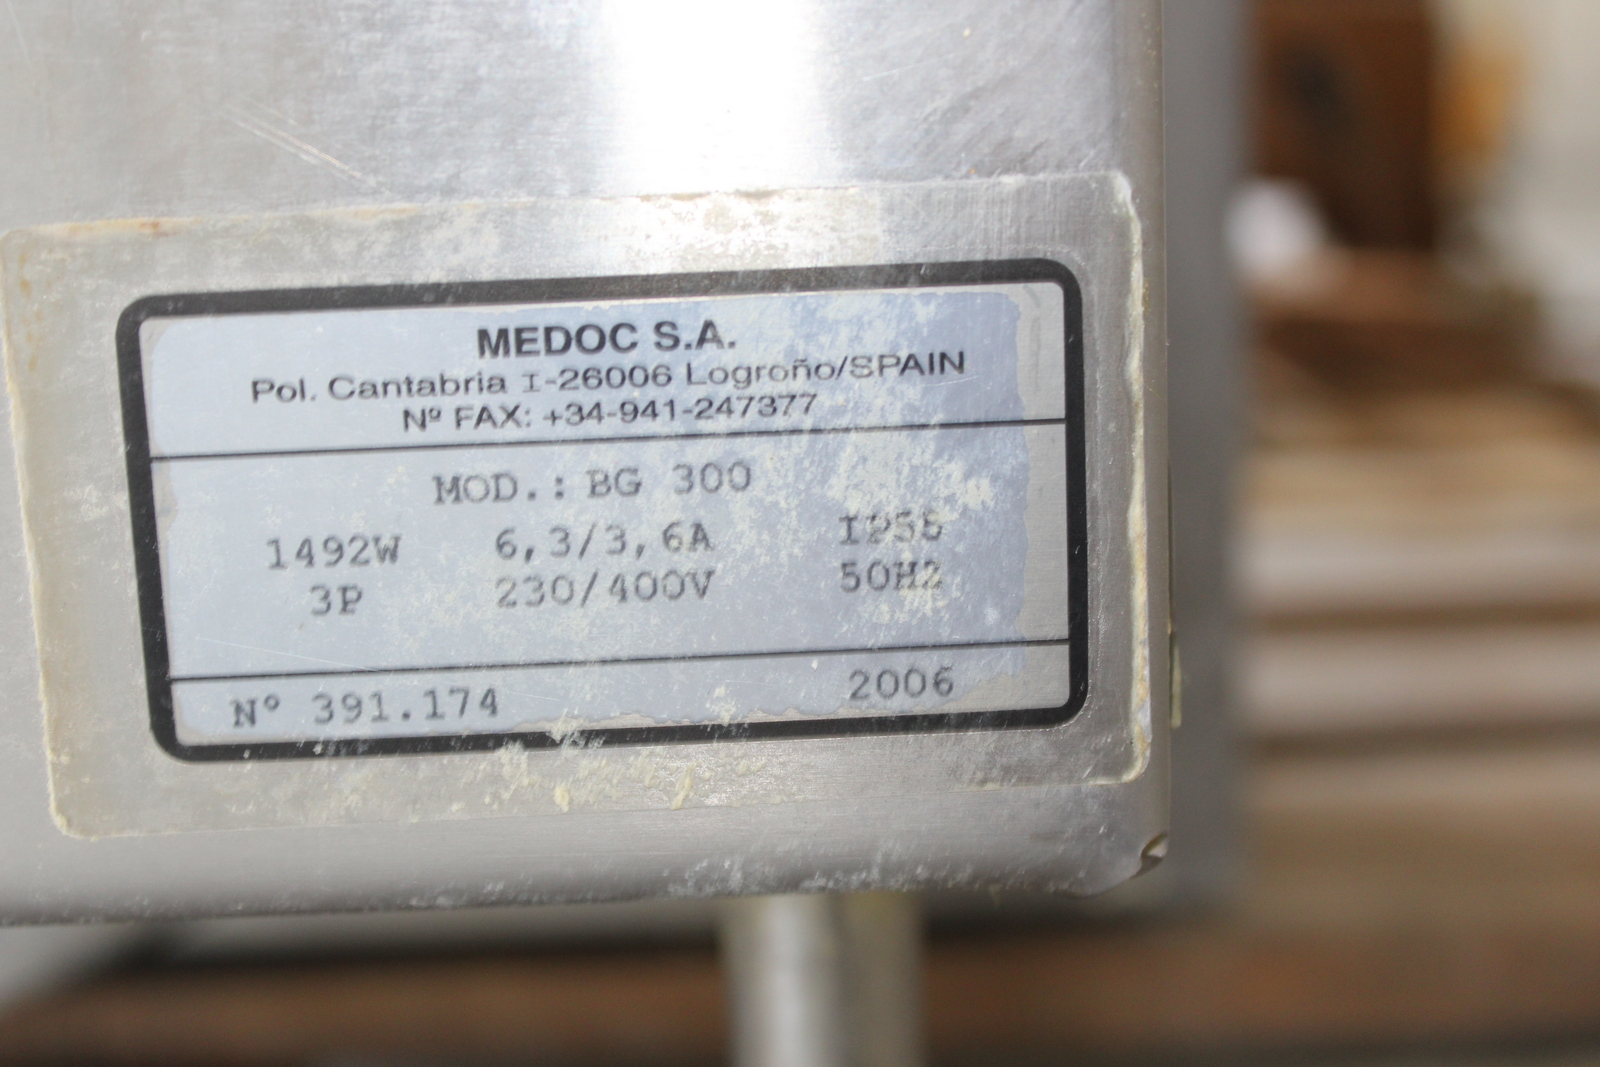 MEDOC S.A.
Pol. Cantabria I-26006 Logroño/SPAIN
Nº FAX: +34-941-247377
MOD.: BG 300
1492W 6,3/3,6A IP55
3P 230/400V 50HZ
N° 391.174 2006